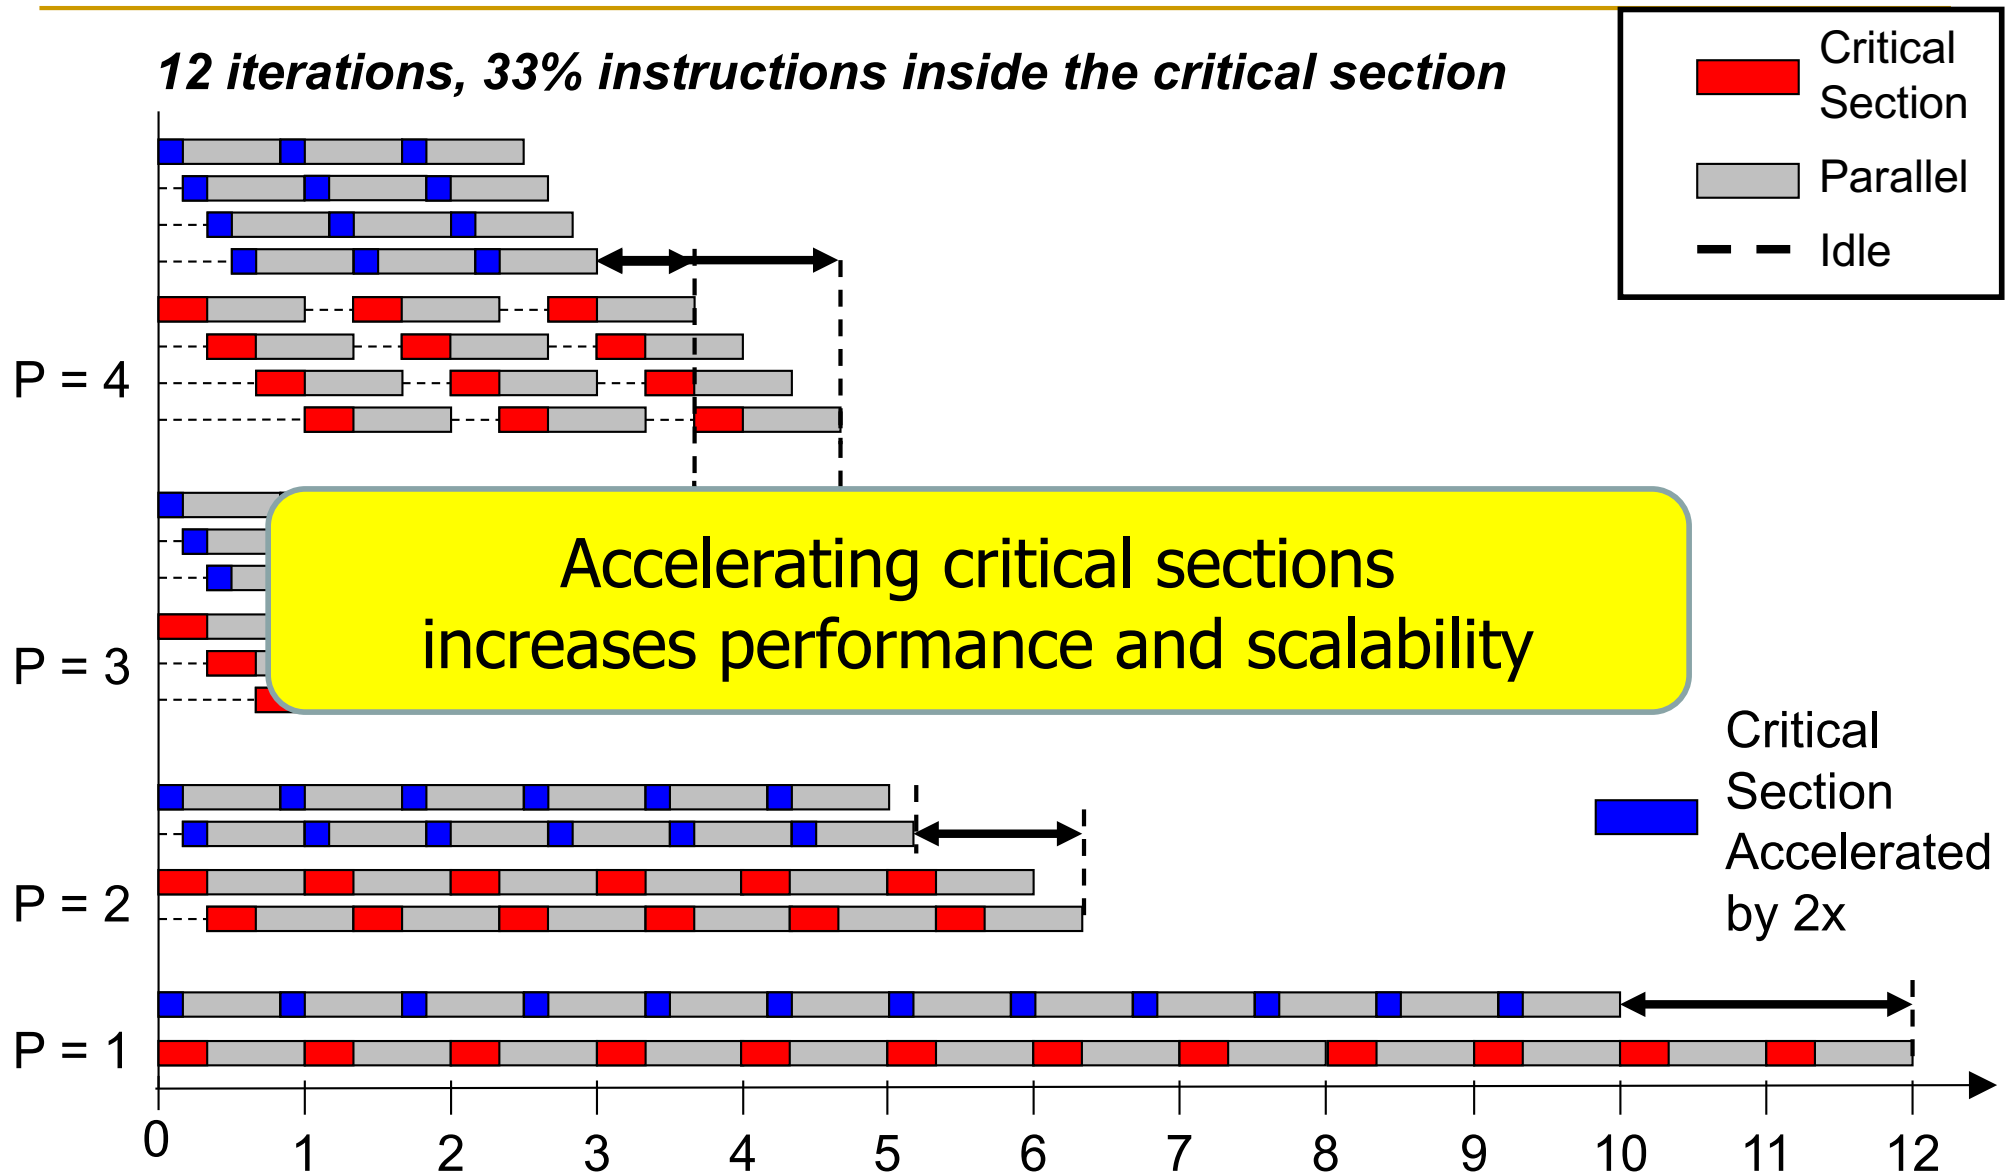 12 iterations, 33% instructions inside the critical section
Critical
Section
Parallel
Idle
P = 4
Accelerating critical sections
increases performance and scalability
P = 3
Critical
Section
Accelerated
by 2x
P = 2
P = 1
0 1 2 3 4 5 6 7 8 9 10 11 12